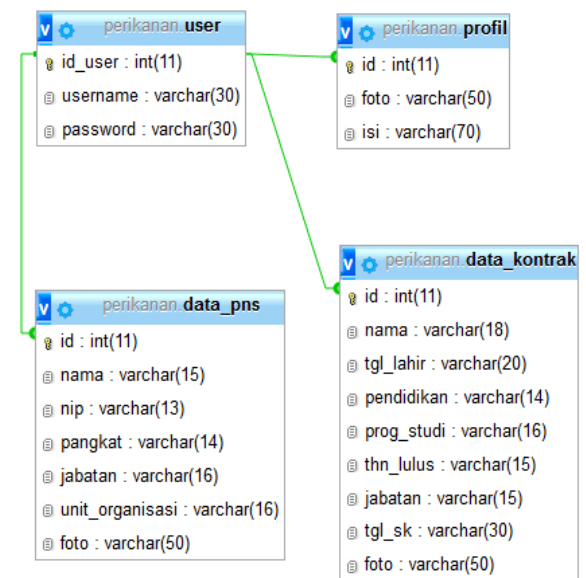 perikanan.user
id_user : int(11)
username : varchar(30)
password : varchar(30)
perikanan.profil
id : int(11)
foto : varchar(50)
isi : varchar(70)
perikanan.data_pns
id : int(11)
nama : varchar(15)
nip : varchar(13)
pangkat : varchar(14)
jabatan : varchar(16)
unit_organisasi : varchar(16)
foto : varchar(50)
perikanan.data_kontrak
id : int(11)
nama : varchar(18)
tgl_lahir : varchar(20)
pendidikan : varchar(14)
prog_studi : varchar(16)
thn_lulus : varchar(15)
jabatan : varchar(15)
tgl_sk : varchar(30)
foto : varchar(50)